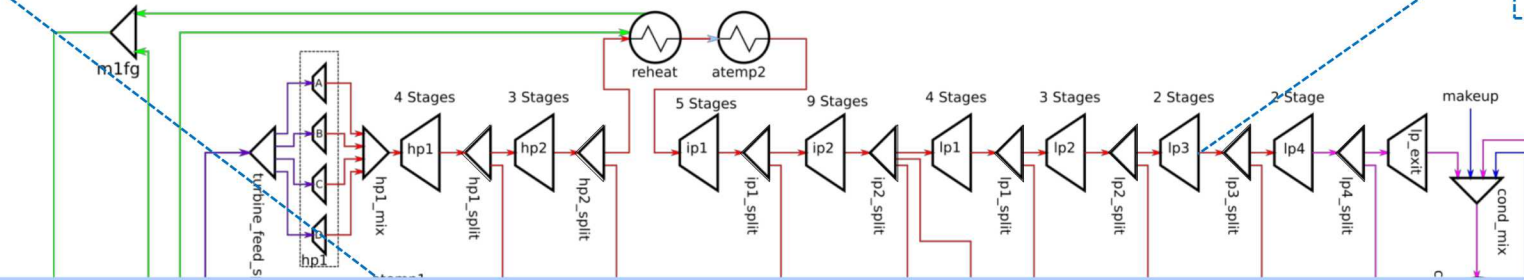 m1fg
reheat
atemp2
4 Stages
3 Stages
5 Stages
9 Stages
4 Stages
3 Stages
2 Stages
2 Stage
makeup
A
B
C
D
hp1
hp1
hp2
ip1
ip2
lp1
lp2
lp3
lp4
lp_exit
turbine_feed_s
hp1_mix
hp1_split
hp2_split
ip1_split
ip2_split
lp1_split
lp2_split
lp3_split
lp4_split
cond_mix